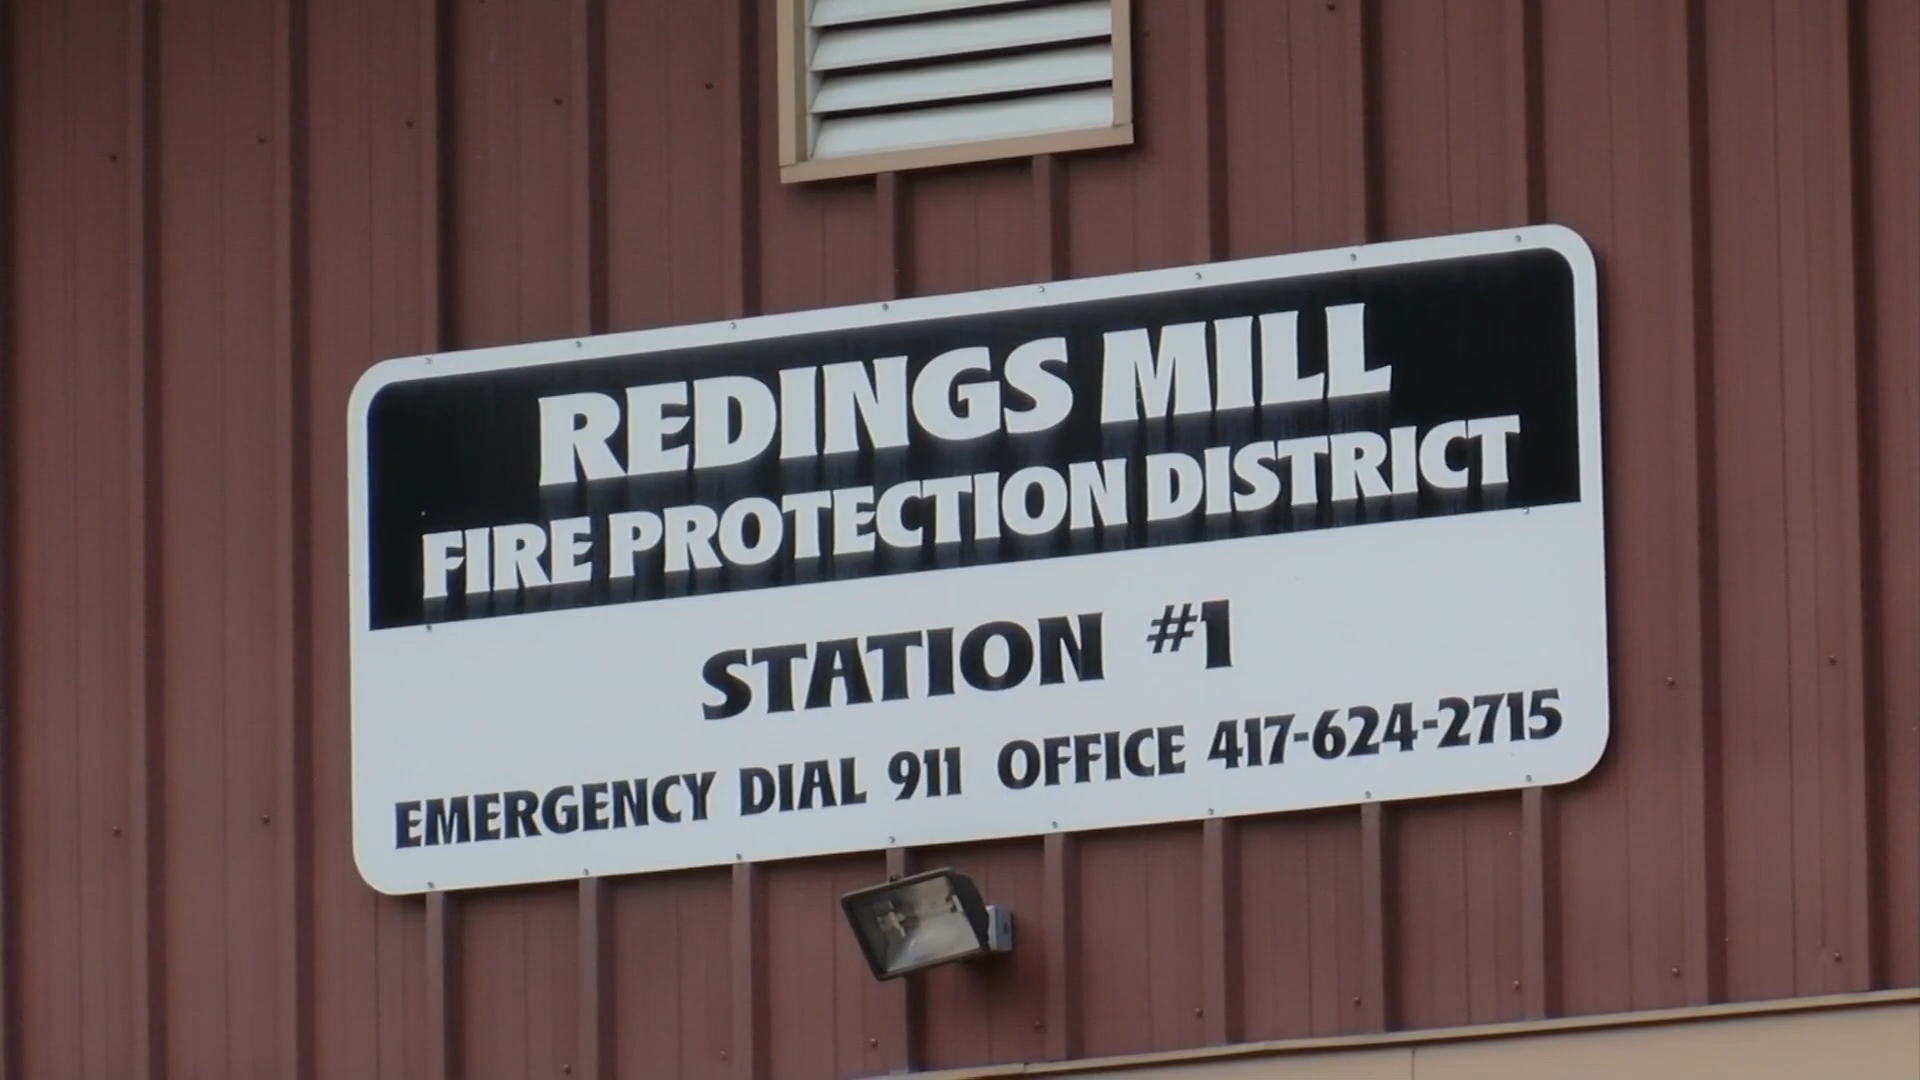 REDINGS MILL
FIRE PROTECTION DISTRICT
STATION #1
EMERGENCY DIAL 911 OFFICE 417-624-2715